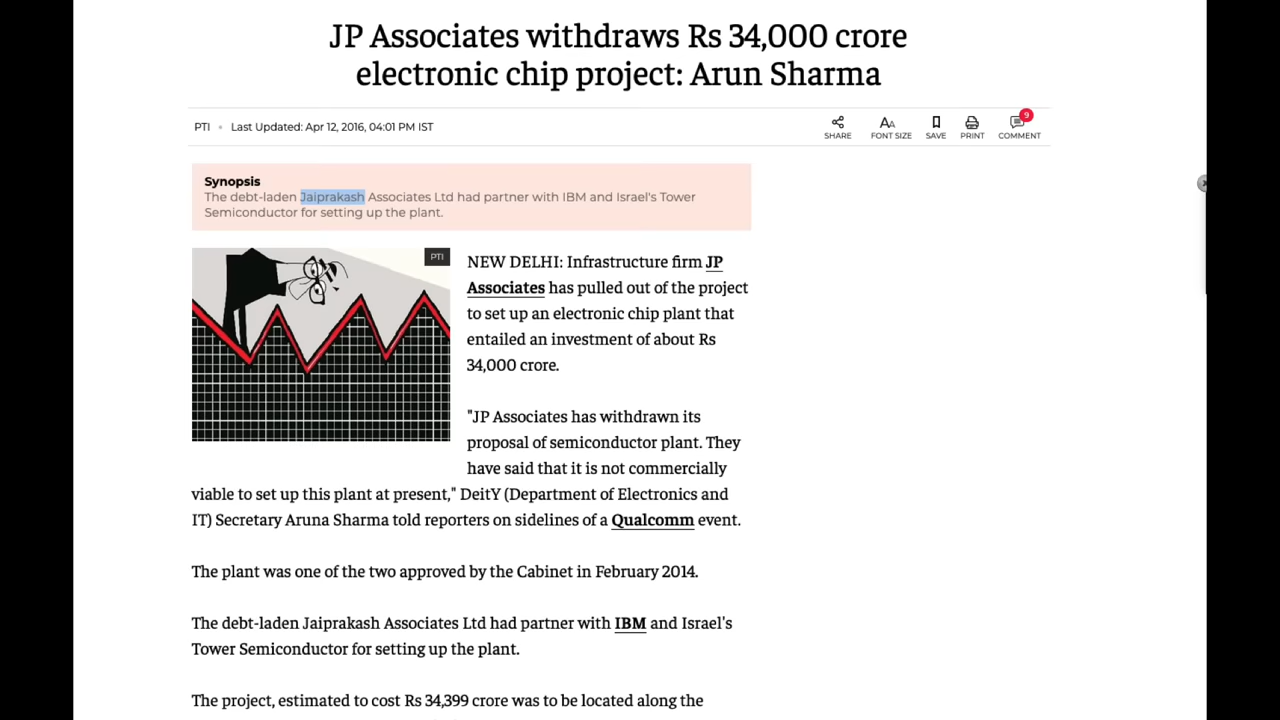 JP Associates withdraws Rs 34,000 crore
electronic chip project: Arun Sharma
PTI • Last Updated: Apr 12, 2016, 04:01 PM IST
SHARE
AA
FONT SIZE
SAVE
PRINT
9
COMMENT
Synopsis
The debt-laden Jaiprakash Associates Ltd had partner with IBM and Israel's Tower
Semiconductor for setting up the plant.
PTI
NEW DELHI: Infrastructure firm JP
Associates has pulled out of the project
to set up an electronic chip plant that
entailed an investment of about Rs
34,000 crore.
"JP Associates has withdrawn its
proposal of semiconductor plant. They
have said that it is not commercially
viable to set up this plant at present," DeitY (Department of Electronics and
IT) Secretary Aruna Sharma told reporters on sidelines of a Qualcomm event.
The plant was one of the two approved by the Cabinet in February 2014.
The debt-laden Jaiprakash Associates Ltd had partner with IBM and Israel's
Tower Semiconductor for setting up the plant.
The project, estimated to cost Rs 34,399 crore was to be located along the